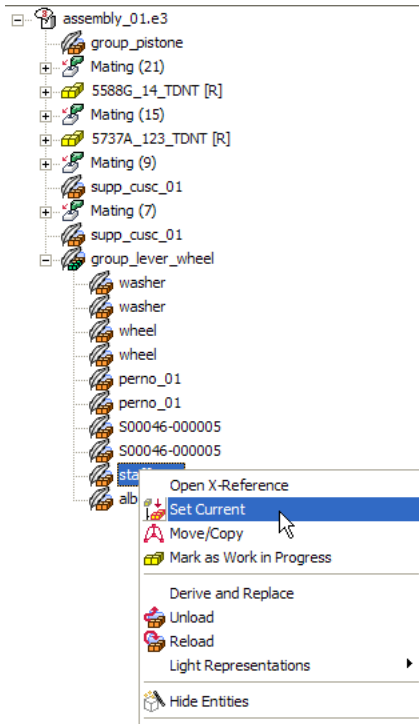 assembly_01.e3
group_pistone
Mating (21)
5588G_14_TDNT [R]
Mating (15)
5737A_123_TDNT [R]
Mating (9)
supp_cusc_01
Mating (7)
supp_cusc_01
group_lever_wheel
washer
washer
wheel
wheel
perno_01
perno_01
S00046-000005
S00046-000005
Open X-Reference
Set Current
Move/Copy
Mark as Work in Progress
Derive and Replace
Unload
Reload
Light Representations
Hide Entities